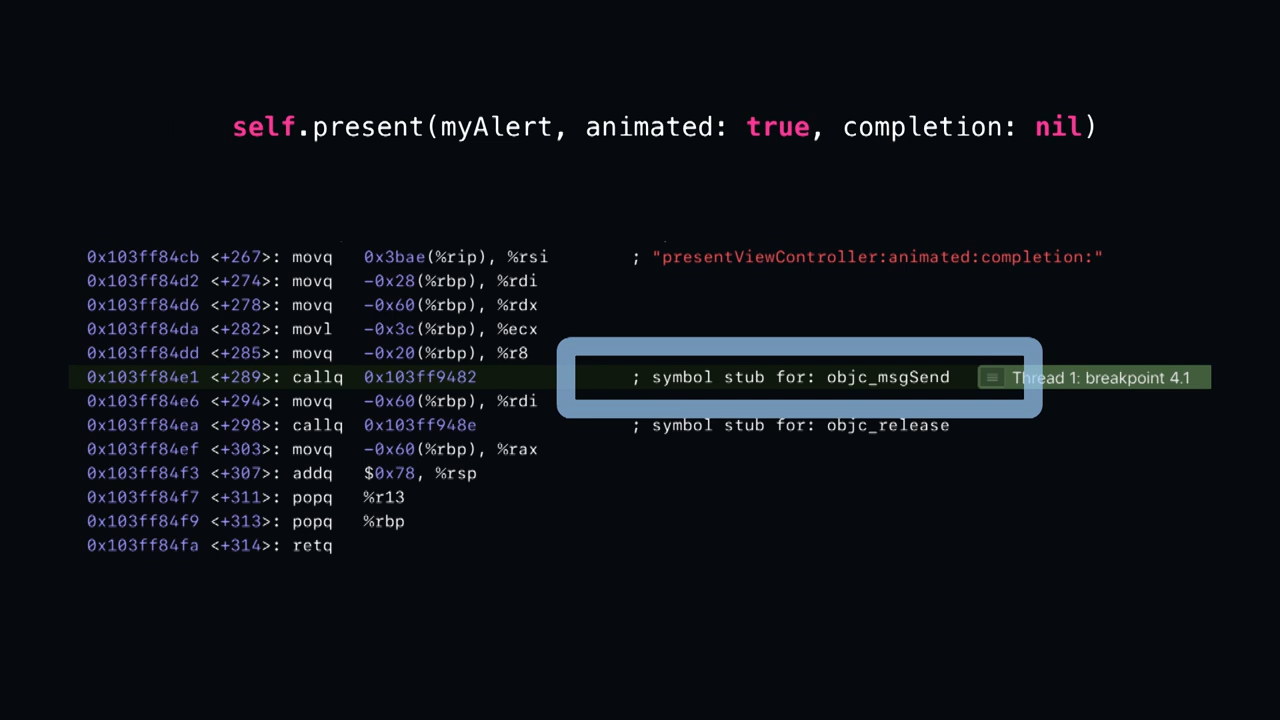 self.present(myAlert, animated: true, completion: nil)
0x103ff84cb <+267>: movq 0x3bae(%rip), %rsi ; "presentViewController:animated:completion:"
0x103ff84d2 <+274>: movq -0x28(%rbp), %rdi
0x103ff84d6 <+278>: movq -0x60(%rbp), %rdx
0x103ff84da <+282>: movl -0x3c(%rbp), %ecx
0x103ff84dd <+285>: movq -0x20(%rbp), %r8
0x103ff84e1 <+289>: callq 0x103ff9482 ; symbol stub for: objc_msgSend Thread 1: breakpoint 4.1
0x103ff84e6 <+294>: movq -0x60(%rbp), %rdi
0x103ff84ea <+298>: callq 0x103ff948e ; symbol stub for: objc_release
0x103ff84ef <+303>: movq -0x60(%rbp), %rax
0x103ff84f3 <+307>: addq $0x78, %rsp
0x103ff84f7 <+311>: popq %r13
0x103ff84f9 <+313>: popq %rbp
0x103ff84fa <+314>: retq